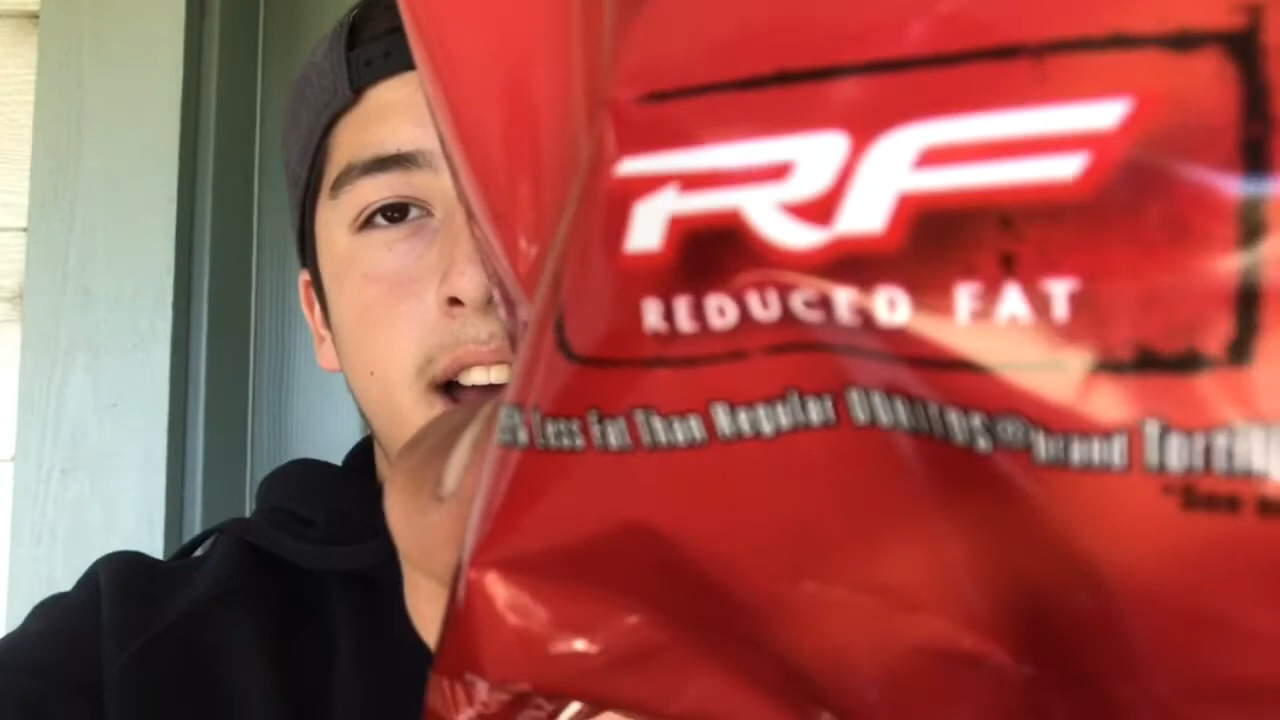 RF
REDUCED FAT
% Less Fat Than Regular DORITOS® brand